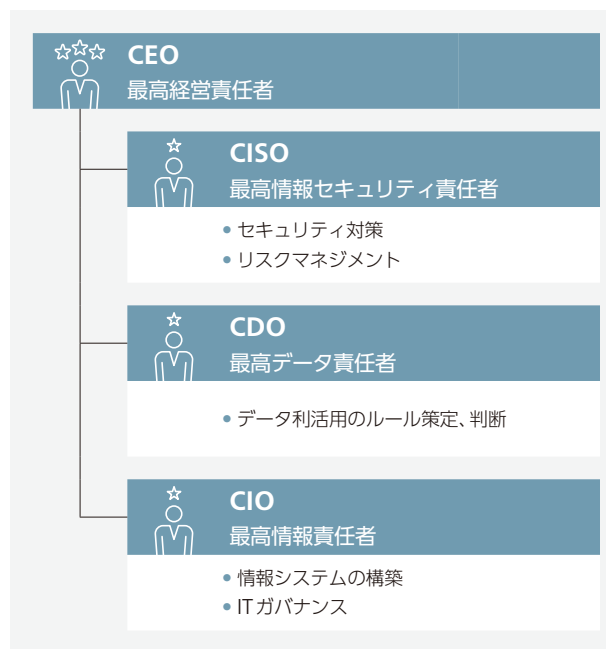 CEO
最高経営責任者
CISO
最高情報セキュリティ責任者
• セキュリティ対策
• リスクマネジメント
CDO
最高データ責任者
• データ利活用のルール策定、判断
CIO
最高情報責任者
• 情報システムの構築
• ITガバナンス